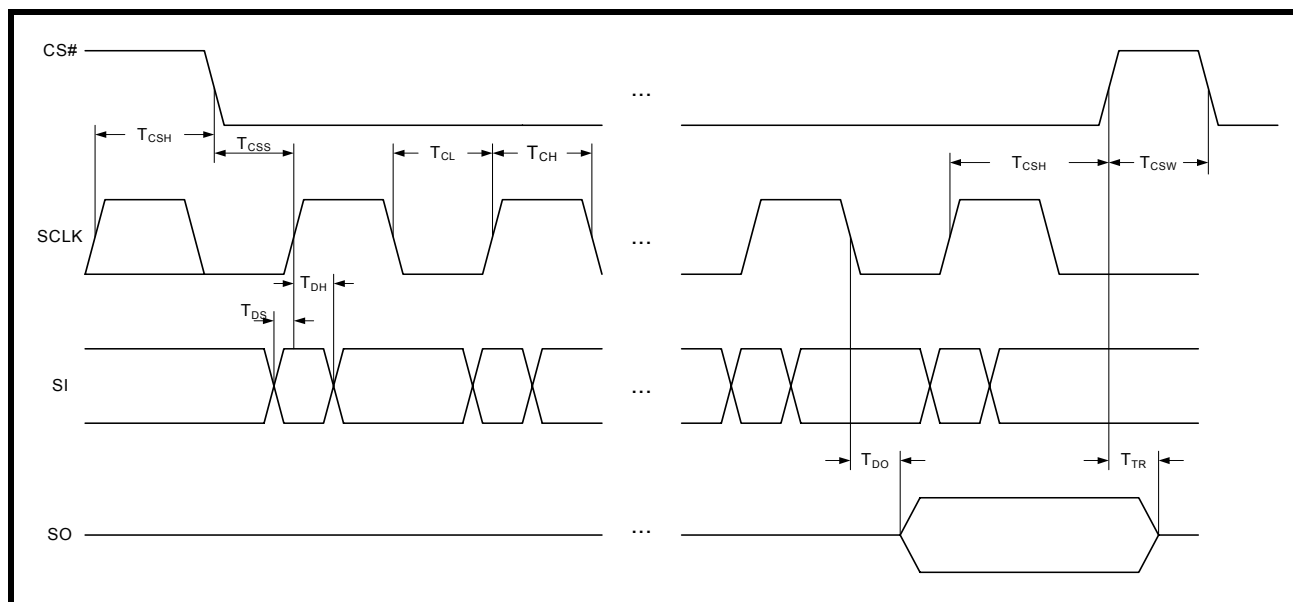 CS#
...
T_CSH
T_CSS
T_CL
T_CH
T_CSH
T_CSW
SCLK
...
T_DH
T_DS
SI
...
T_DO
T_TR
SO
...